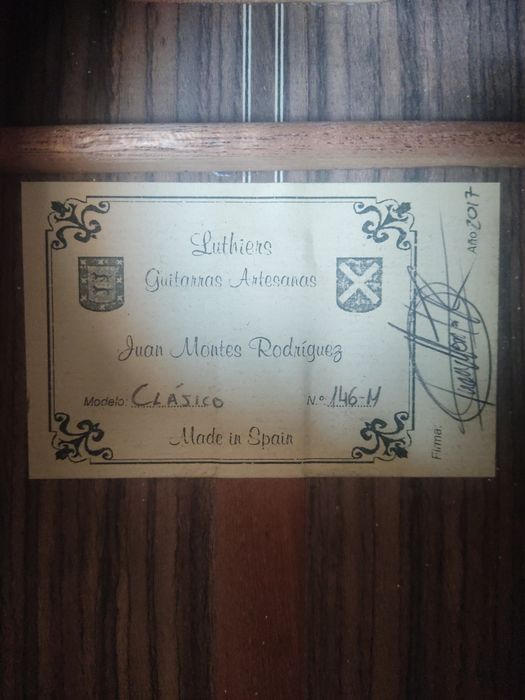 Luthiers
Guitarras Artesanas
Juan Montes Rodríguez
Modelo: CLÁSICO N.º 146-M
Made in Spain
Firma:
Año 2017